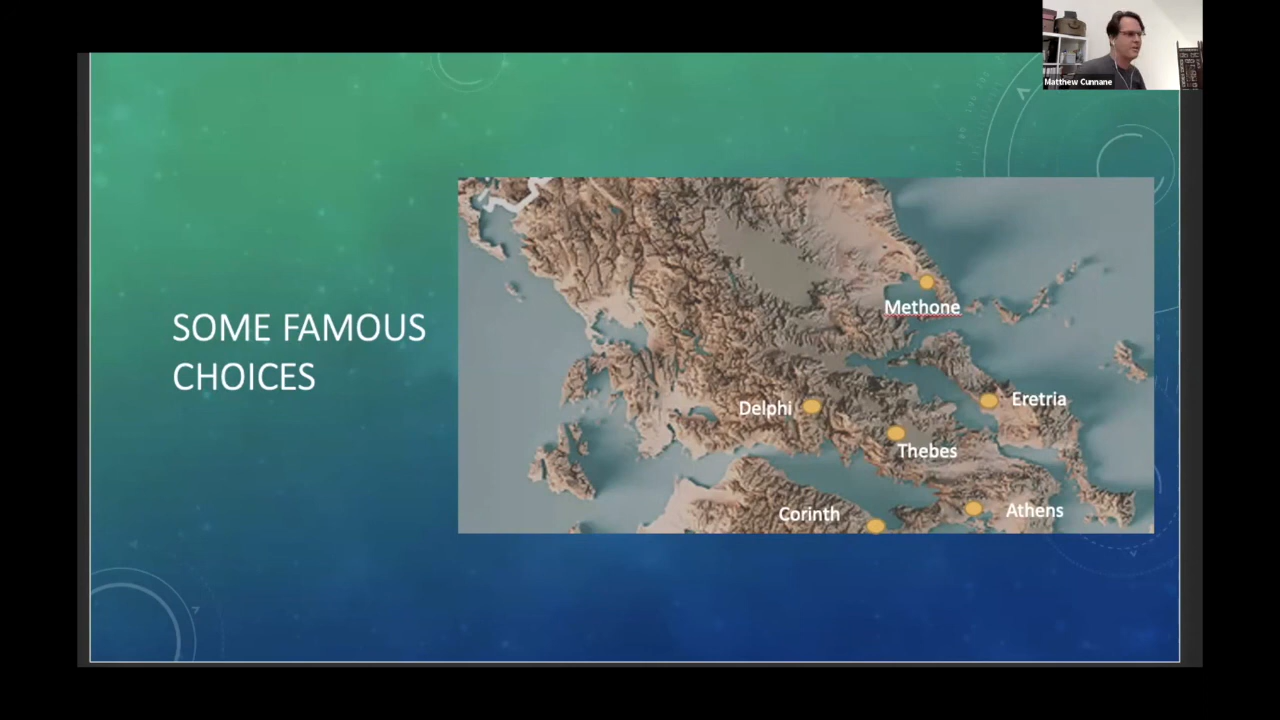 Matthew Cunnane
SOME FAMOUS
CHOICES
Methone
Delphi
Eretria
Thebes
Corinth
Athens